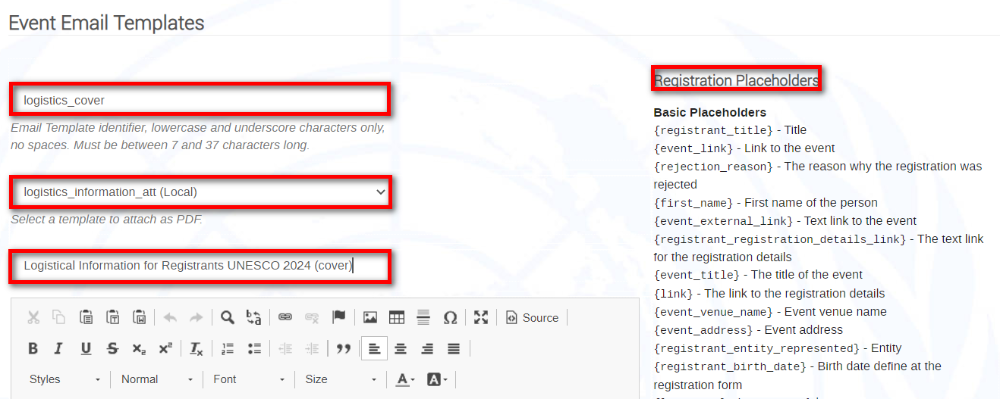 Event Email Templates
logistics_cover
Email Template identifier, lowercase and underscore characters only,
no spaces. Must be between 7 and 37 characters long.
logistics_information_att (Local)
Select a template to attach as PDF.
Logistical Information for Registrants UNESCO 2024 (cover)
Source
B I U S x₂ x² Tx
Styles Normal Font Size A A
Registration Placeholders
Basic Placeholders
{registrant_title} - Title
{event_link} - Link to the event
{rejection_reason} - The reason why the registration was
rejected
{first_name} - First name of the person
{event_external_link} - Text link to the event
{registrant_registration_details_link} - The text link
for the registration details
{event_title} - The title of the event
{link} - The link to the registration details
{event_venue_name} - Event venue name
{event_address} - Event address
{registrant_entity_represented} - Entity
{registrant_birth_date} - Birth date define at the
registration form